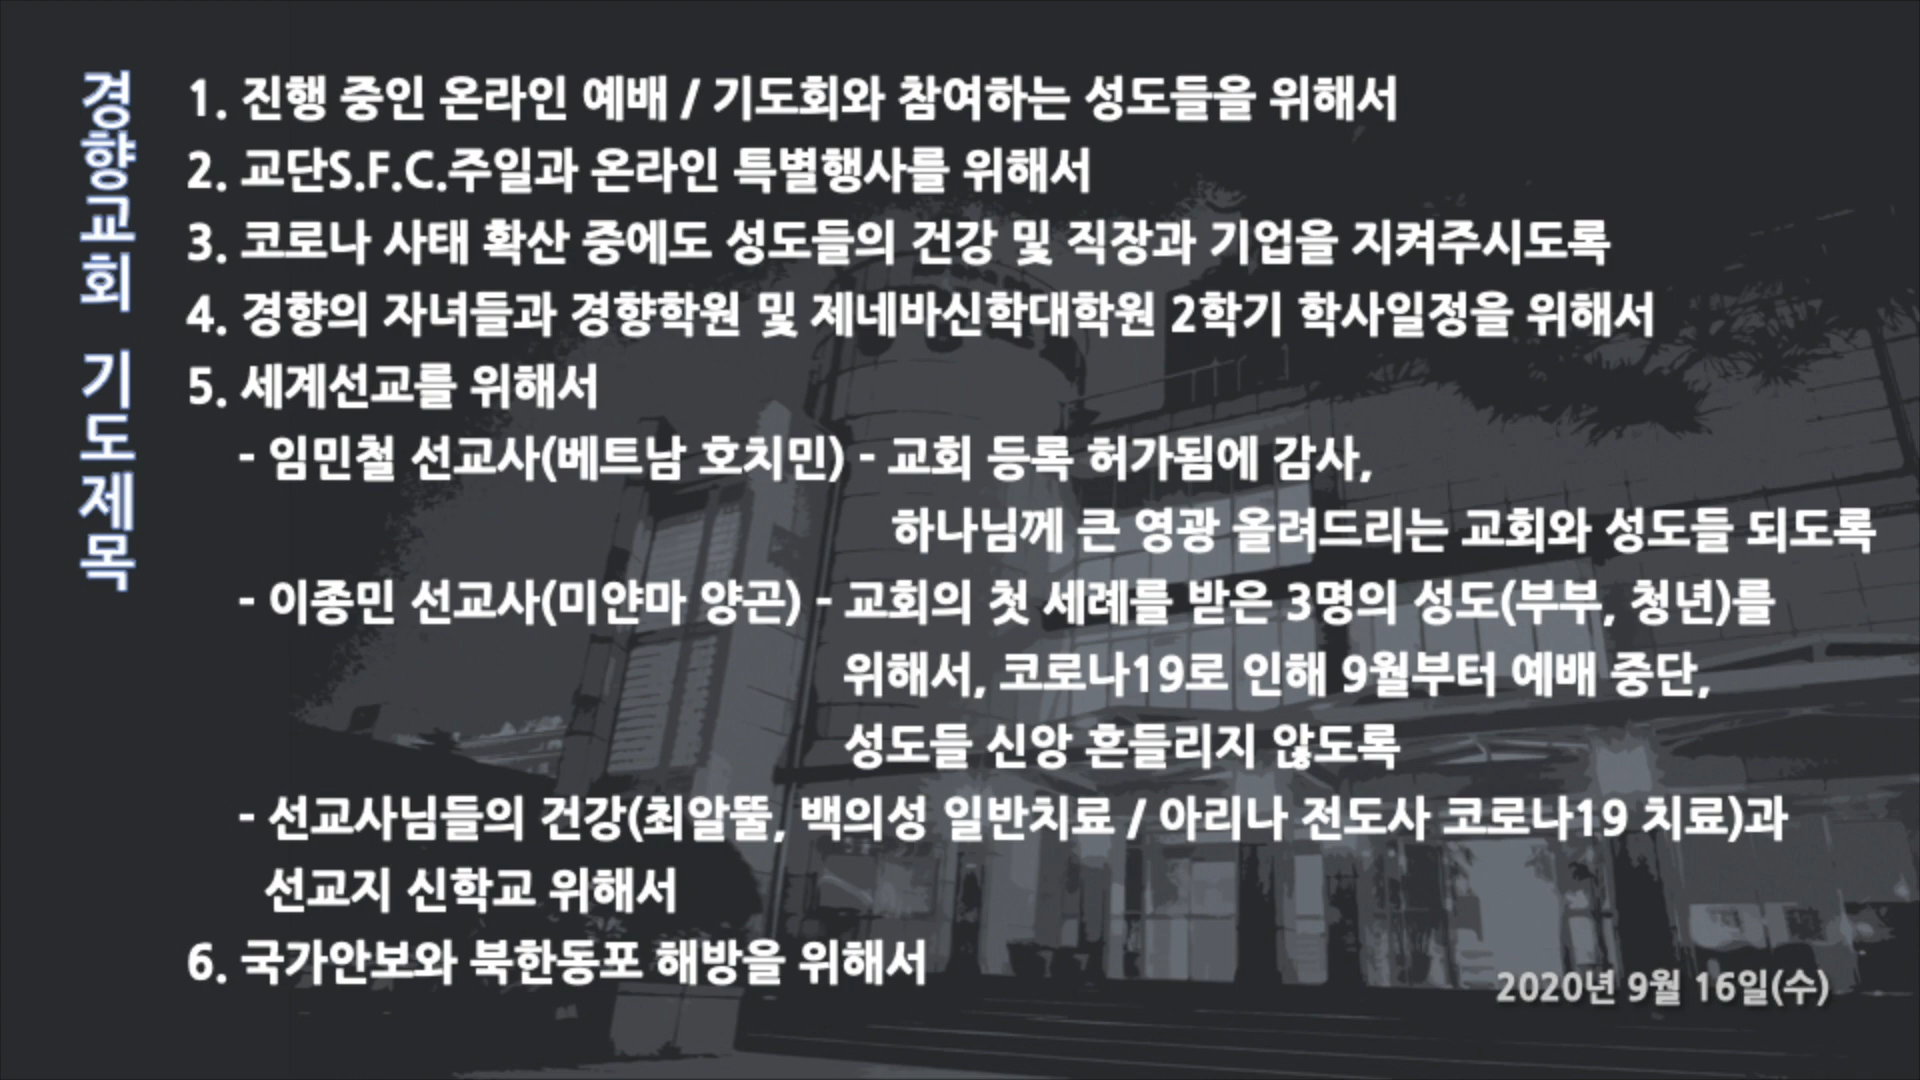 경향교회 기도제목
1. 진행 중인 온라인 예배 / 기도회와 참여하는 성도들을 위해서
2. 교단S.F.C.주일과 온라인 특별행사를 위해서
3. 코로나 사태 확산 중에도 성도들의 건강 및 직장과 기업을 지켜주시도록
4. 경향의 자녀들과 경향학원 및 제네바신학대학원 2학기 학사일정을 위해서
5. 세계선교를 위해서
- 임민철 선교사(베트남 호치민) - 교회 등록 허가됨에 감사,
하나님께 큰 영광 올려드리는 교회와 성도들 되도록
- 이종민 선교사(미얀마 양곤) - 교회의 첫 세례를 받은 3명의 성도(부부, 청년)를
위해서, 코로나19로 인해 9월부터 예배 중단,
성도들 신앙 흔들리지 않도록
- 선교사님들의 건강(최알뚤, 백의성 일반치료 / 아리나 전도사 코로나19 치료)과
선교지 신학교 위해서
6. 국가안보와 북한동포 해방을 위해서
2020년 9월 16일(수)